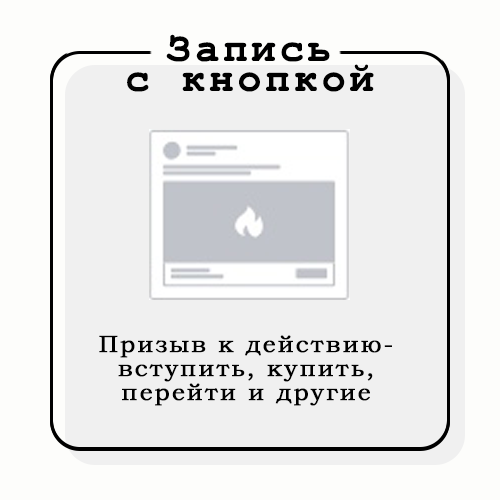 Запись
с кнопкой
Призыв к действию-
вступить, купить,
перейти и другие